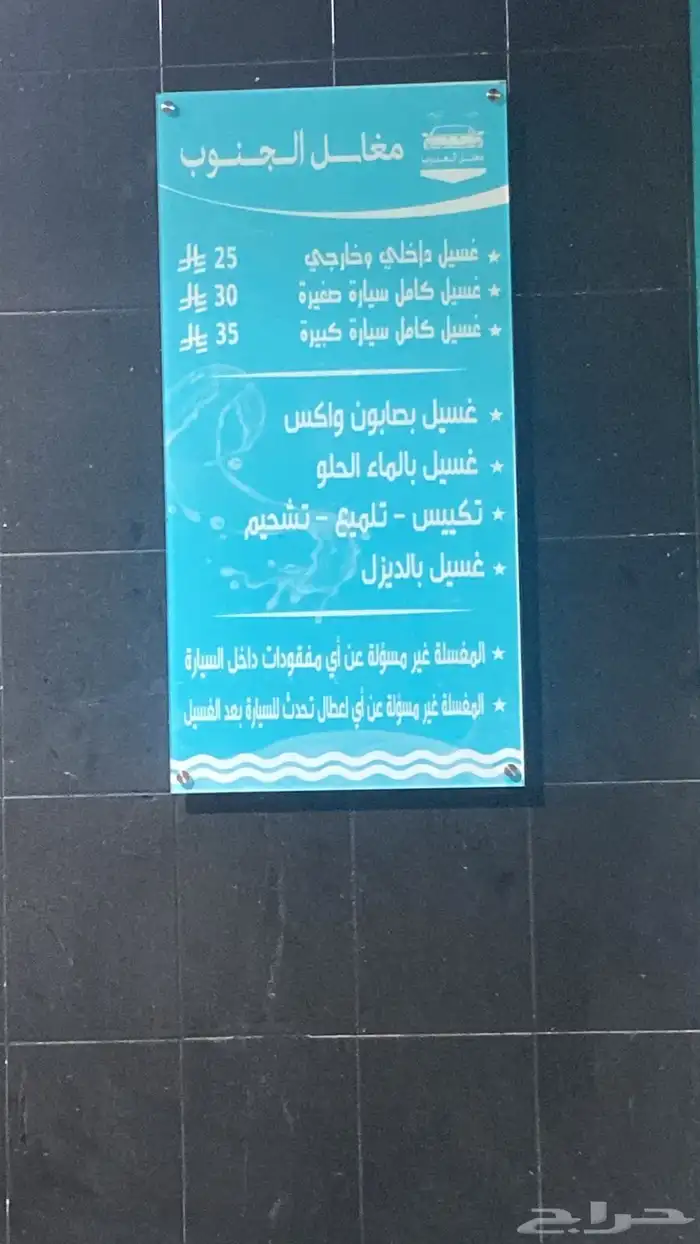 مغاسل الجنوب
★ غسيل داخلي وخارجي 25 ⃁
★ غسيل كامل سيارة صغيرة 30 ⃁
★ غسيل كامل سيارة كبيرة 35 ⃁
★ غسيل بصابون واكس
★ غسيل بالماء الحلو
★ تكييس - تلميع - تشحيم
★ غسيل بالديزل
★ المغسلة غير مسؤلة عن أي مفقودات داخل السيارة
★ المغسلة غير مسؤلة عن أي اعطال تحدث للسيارة بعد الغسيل
حراج